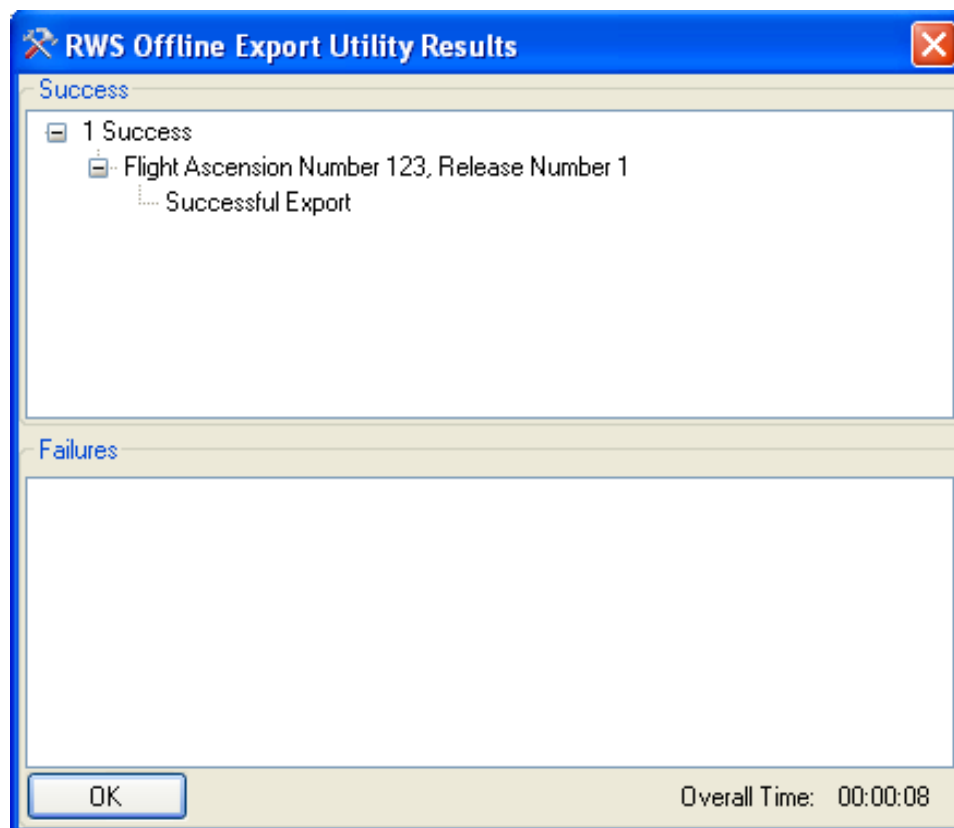 RWS Offline Export Utility Results
Success
1 Success
Flight Ascension Number 123, Release Number 1
Successful Export
Failures
OK
Overall Time: 00:00:08